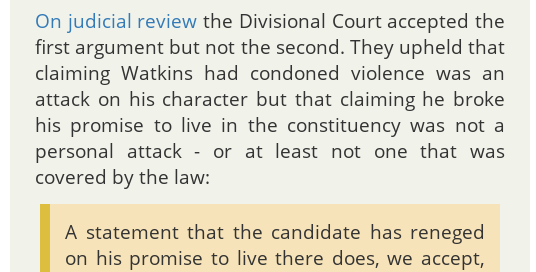 On judicial review the Divisional Court accepted the
first argument but not the second. They upheld that
claiming Watkins had condoned violence was an
attack on his character but that claiming he broke
his promise to live in the constituency was not a
personal attack - or at least not one that was
covered by the law:
A statement that the candidate has reneged
on his promise to live there does, we accept,